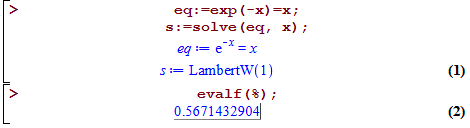 > eq:=exp(-x)=x;
s:=solve(eq, x);
eq := e^-x = x
s := LambertW(1) (1)
> evalf(%);
0.5671432904 (2)